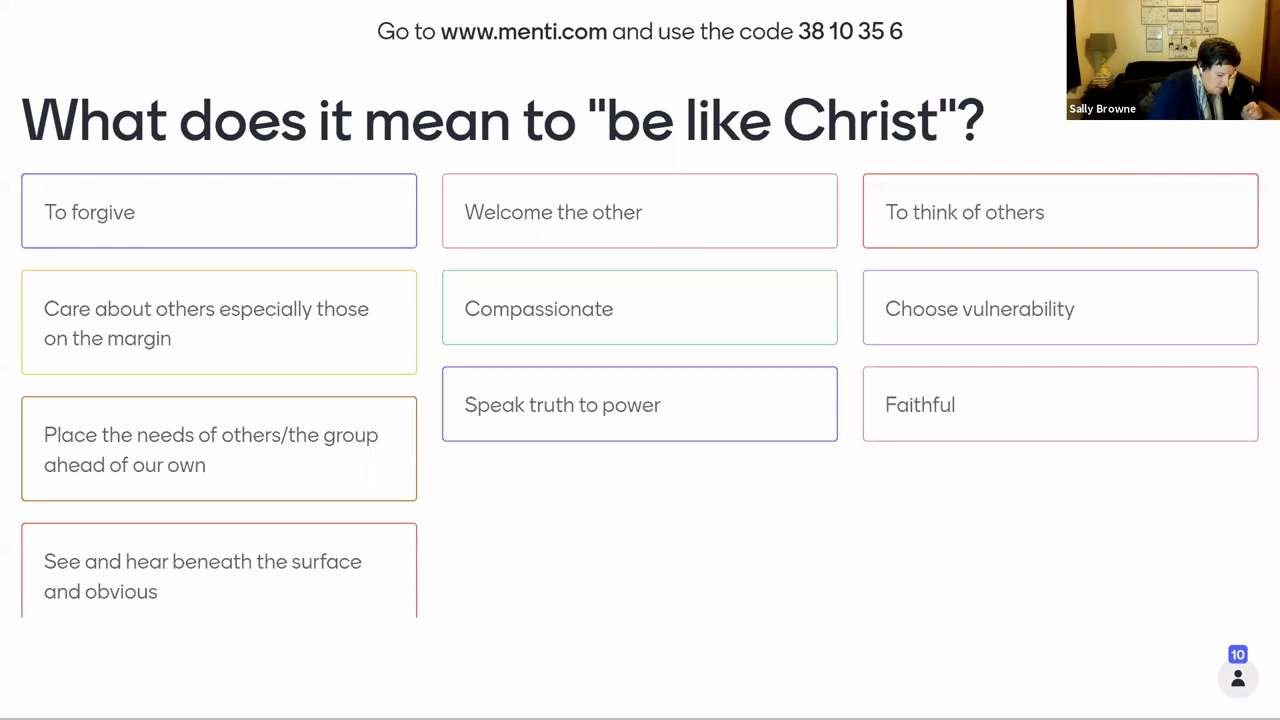 Go to www.menti.com and use the code 38 10 35 6
Sally Browne
What does it mean to "be like Christ"?
To forgive
Welcome the other
To think of others
Care about others especially those
on the margin
Compassionate
Choose vulnerability
Speak truth to power
Faithful
Place the needs of others/the group
ahead of our own
See and hear beneath the surface
and obvious
10